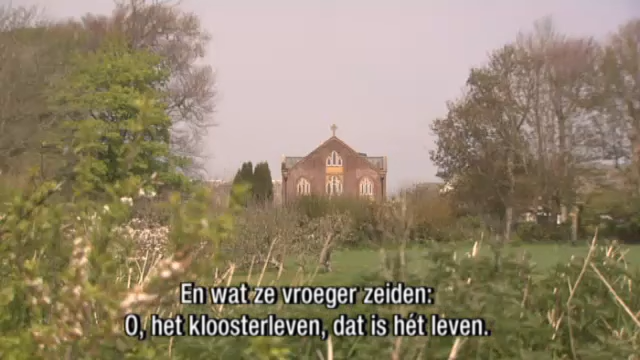 En wat ze vroeger zeiden:
O, het kloosterleven, dat is hét leven.